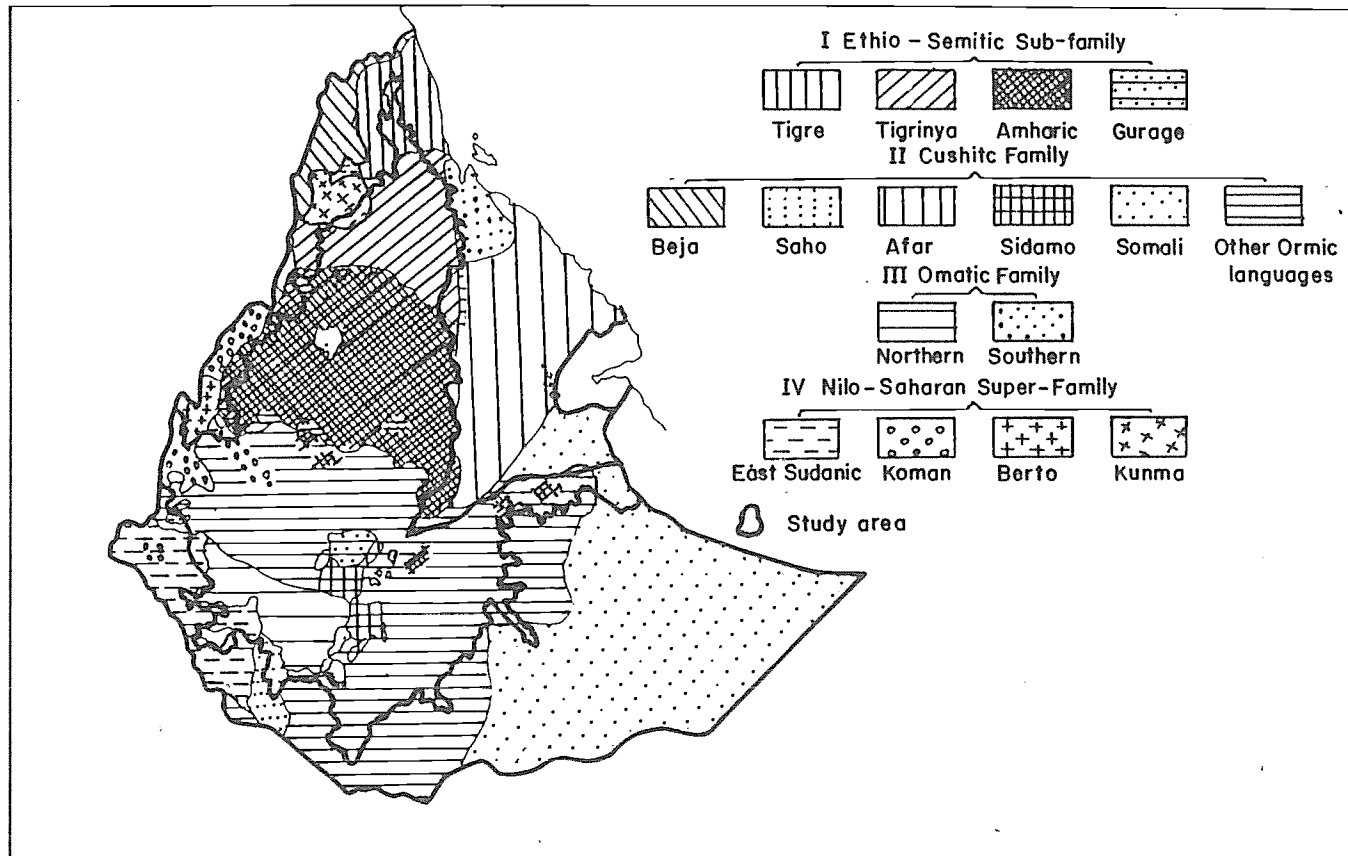 I Ethio - Semitic Sub-family
Tigre Tigrinya Amharic Gurage
II Cushitc Family
Beja Saho Afar Sidamo Somali Other Ormic
languages
III Omatic Family
Northern Southern
IV Nilo-Saharan Super-Family
East Sudanic Koman Berto Kunma
Study area